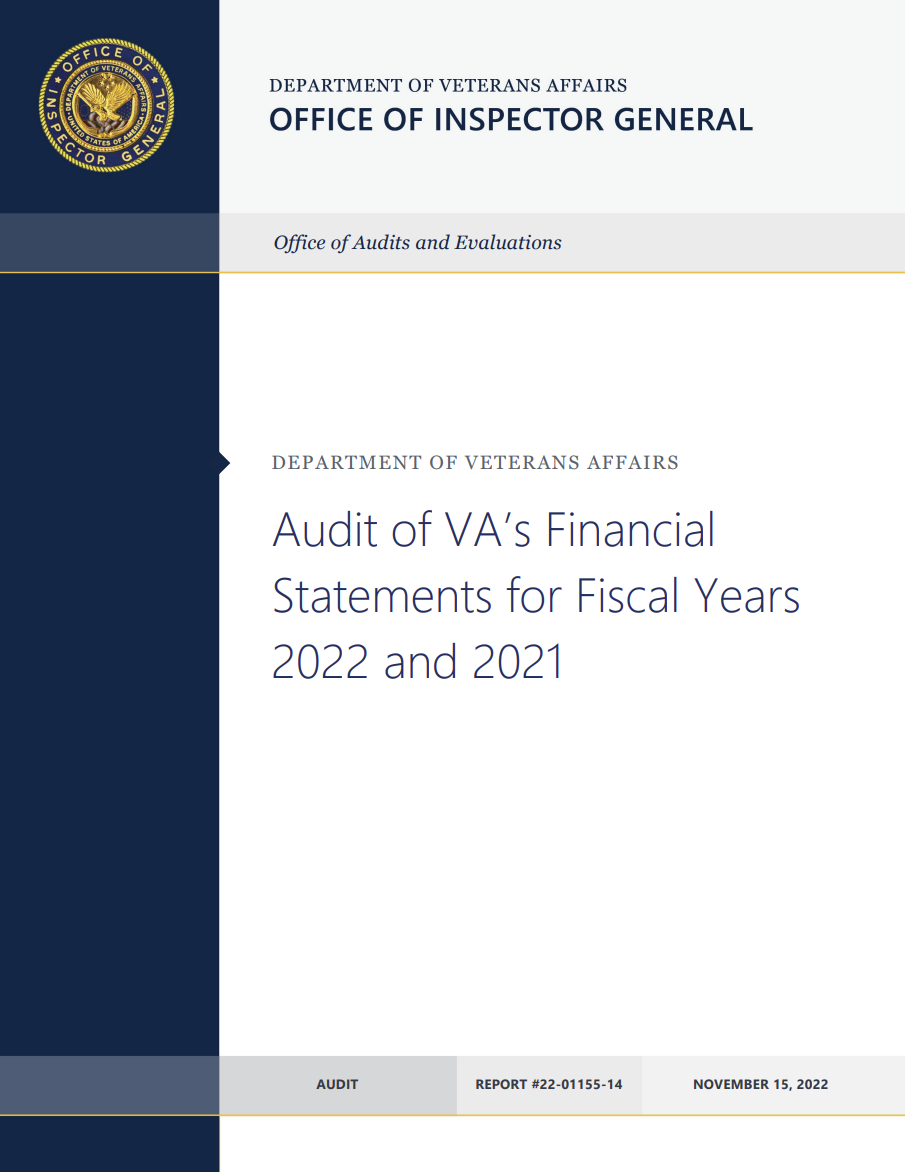 OFFICE OF
INSPECTOR GENERAL
DEPARTMENT OF VETERANS AFFAIRS
UNITED STATES OF AMERICA
DEPARTMENT OF VETERANS AFFAIRS
OFFICE OF INSPECTOR GENERAL
Office of Audits and Evaluations
DEPARTMENT OF VETERANS AFFAIRS
Audit of VA’s Financial
Statements for Fiscal Years
2022 and 2021
AUDIT
REPORT #22-01155-14
NOVEMBER 15, 2022